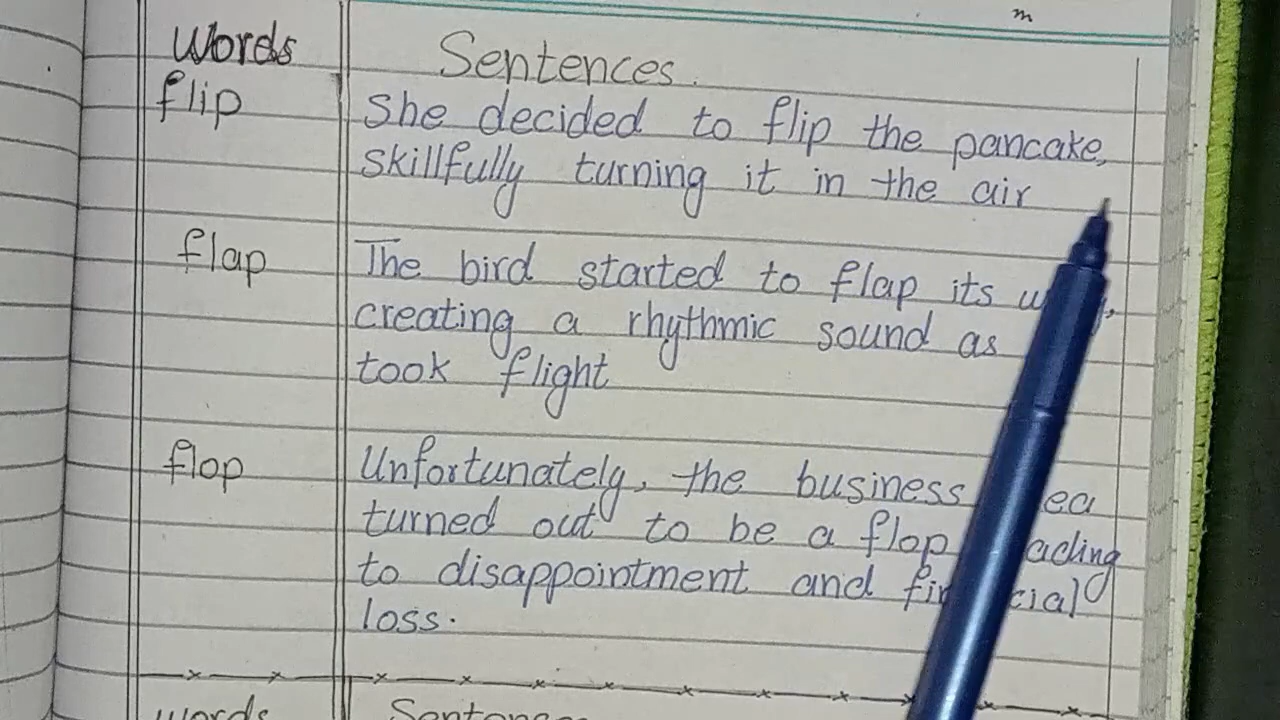 m
Words Sentences.
flip She decided to flip the pancake,
skillfully turning it in the air
flap The bird started to flap its
creating a rhythmic sound as
took flight
flop Unfortunately, the business
turned out to be a flop
to disappointment and
loss.
words Sentences